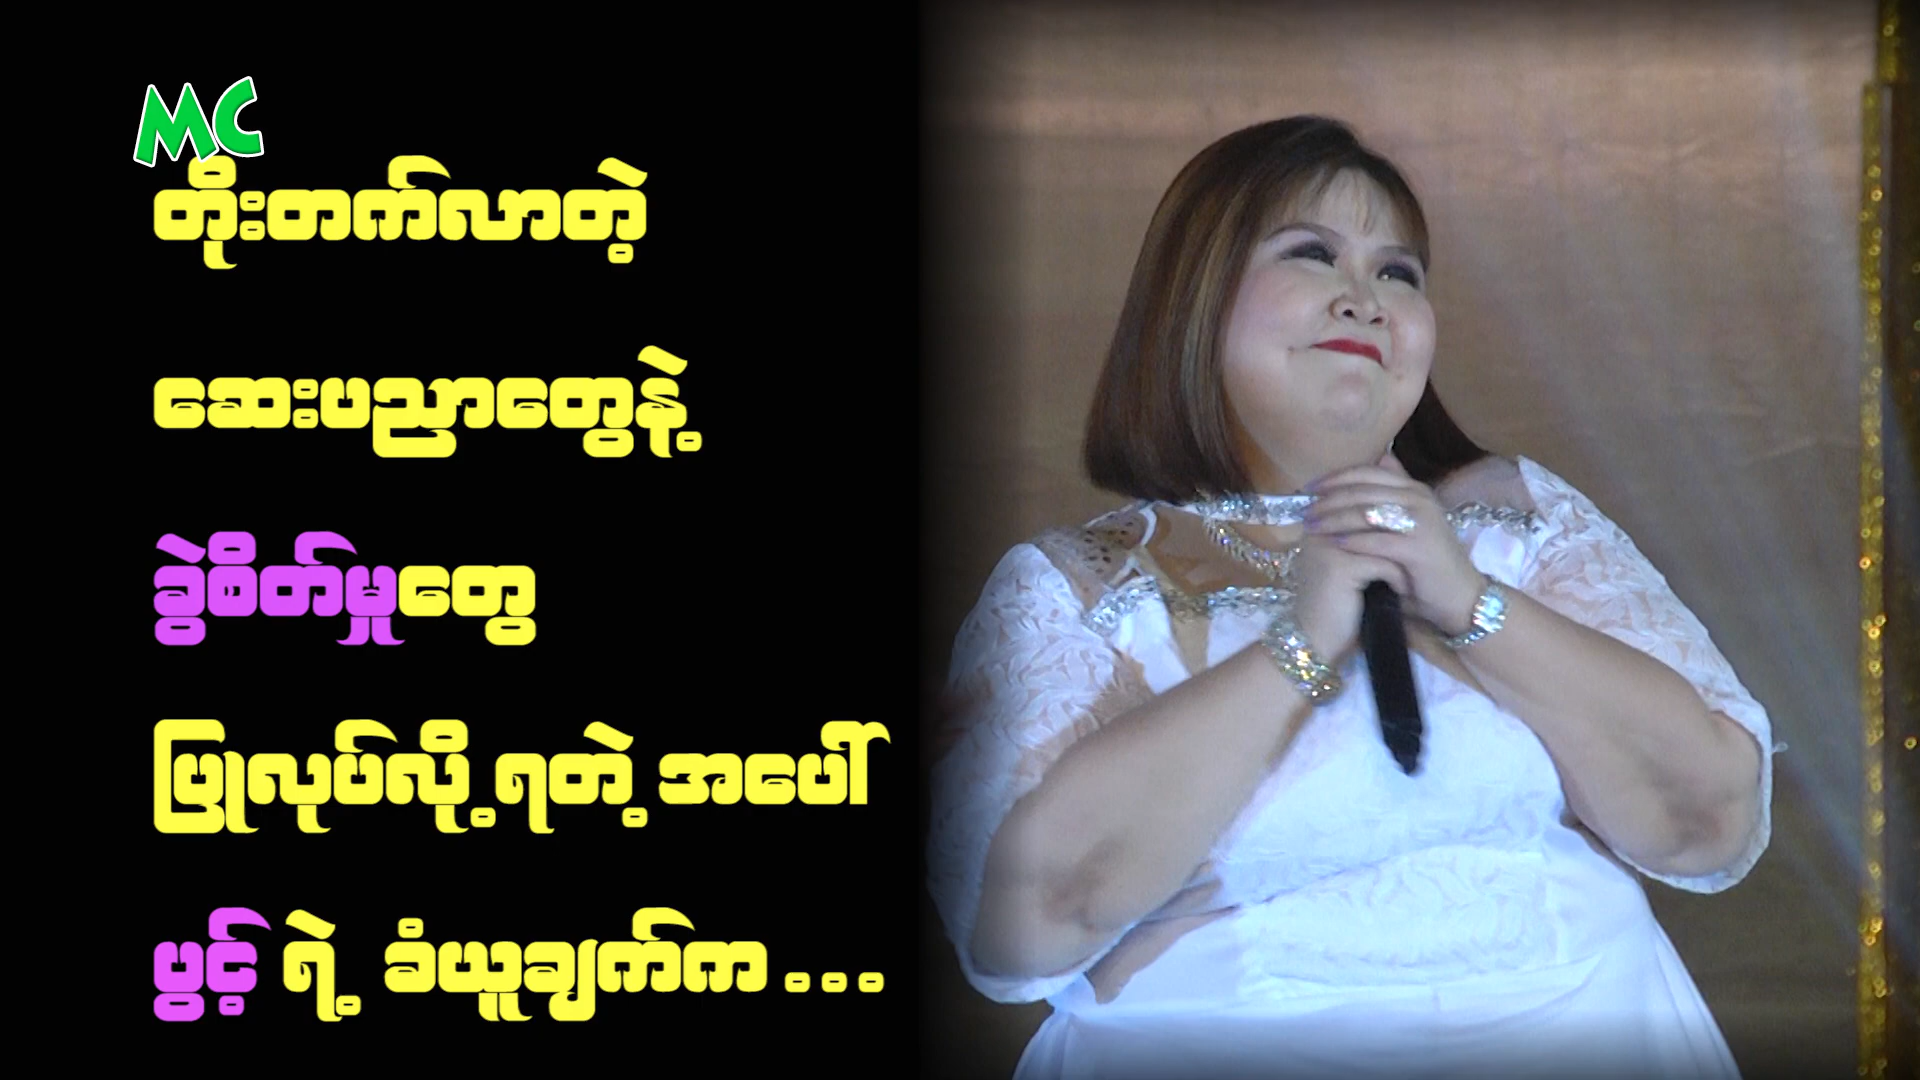 MC
တိုးတက်လာတဲ့
ဆေးပညာတွေနဲ့
ခွဲစိတ်မှုတွေ
ပြုလုပ်လို့ရတဲ့ အပေါ်
ပွင့် ရဲ့ ခံယူချက်က . . .